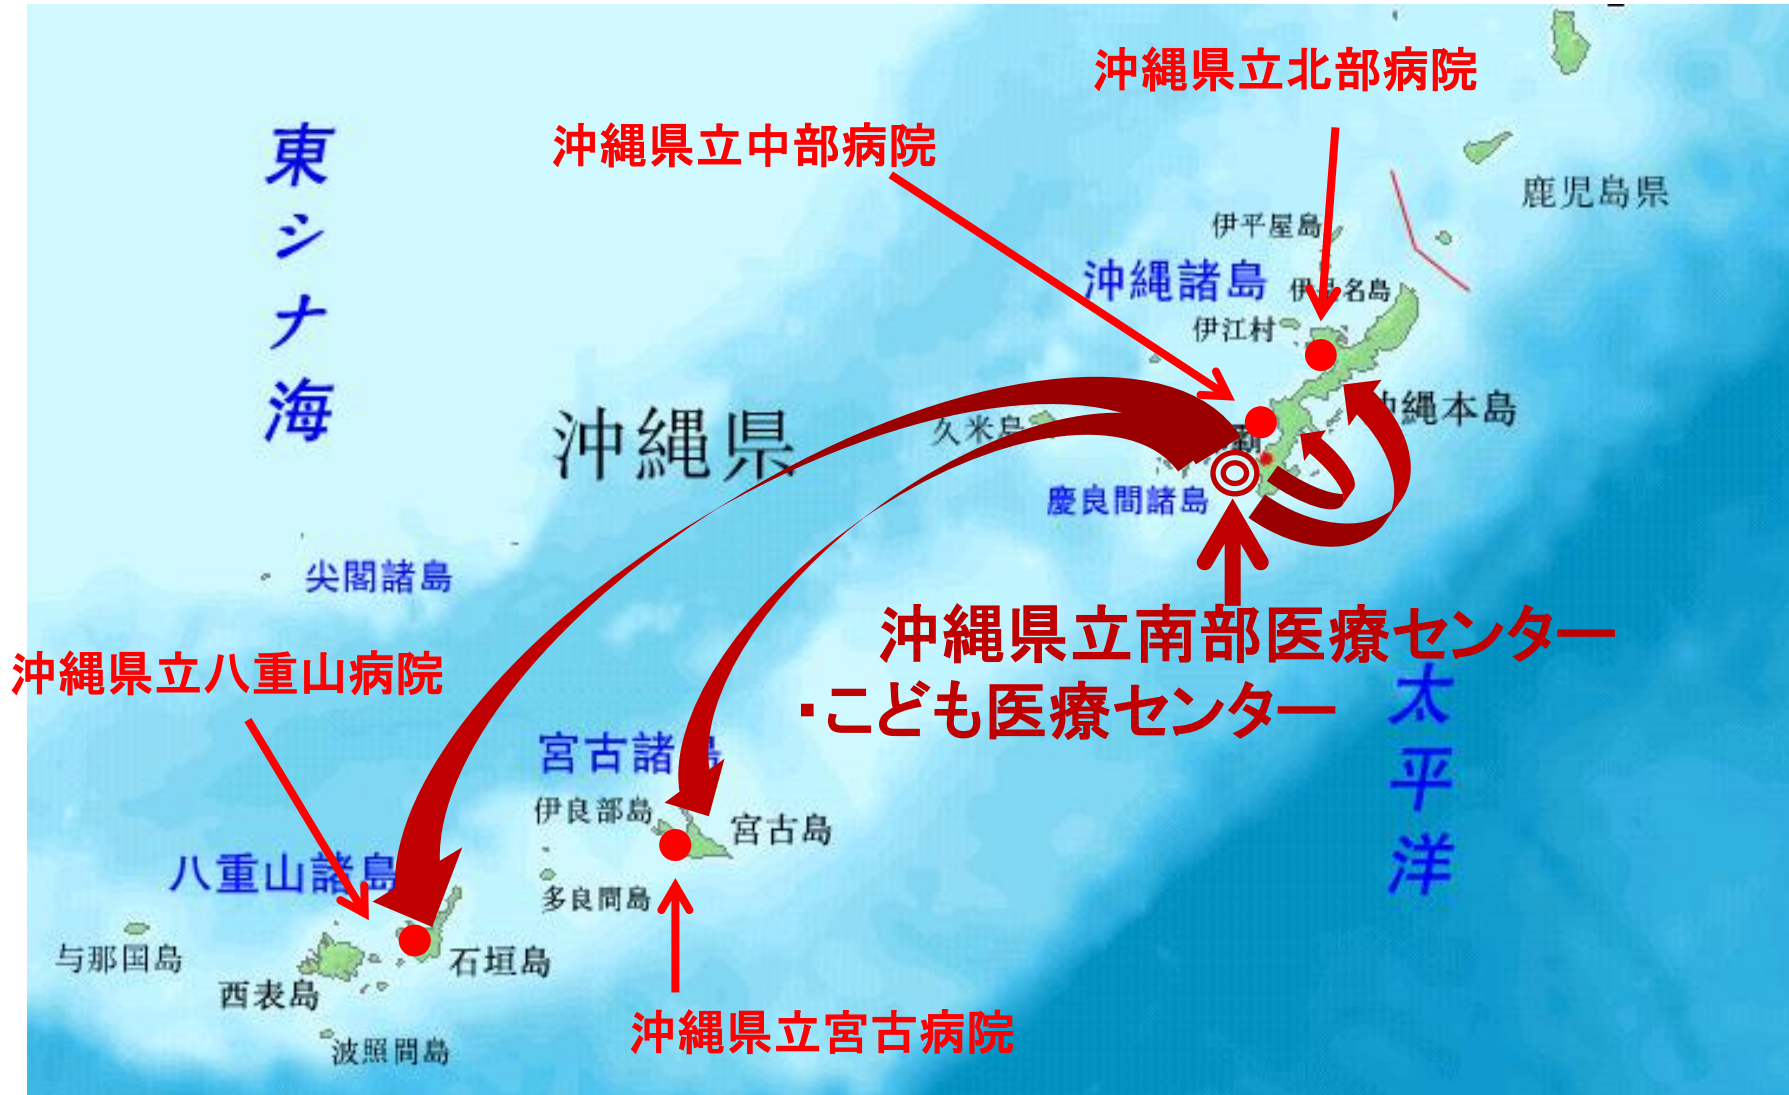 沖縄県立北部病院
沖縄県立中部病院
東シナ海
鹿児島県
伊平屋島
沖縄諸島
伊是名島
伊江村
沖縄本島
沖縄県
久米島
慶良間諸島
尖閣諸島
沖縄県立南部医療センター
・こども医療センター
沖縄県立八重山病院
太平洋
宮古諸島
伊良部島
宮古島
八重山諸島
多良間島
与那国島
石垣島
西表島
沖縄県立宮古病院
波照間島